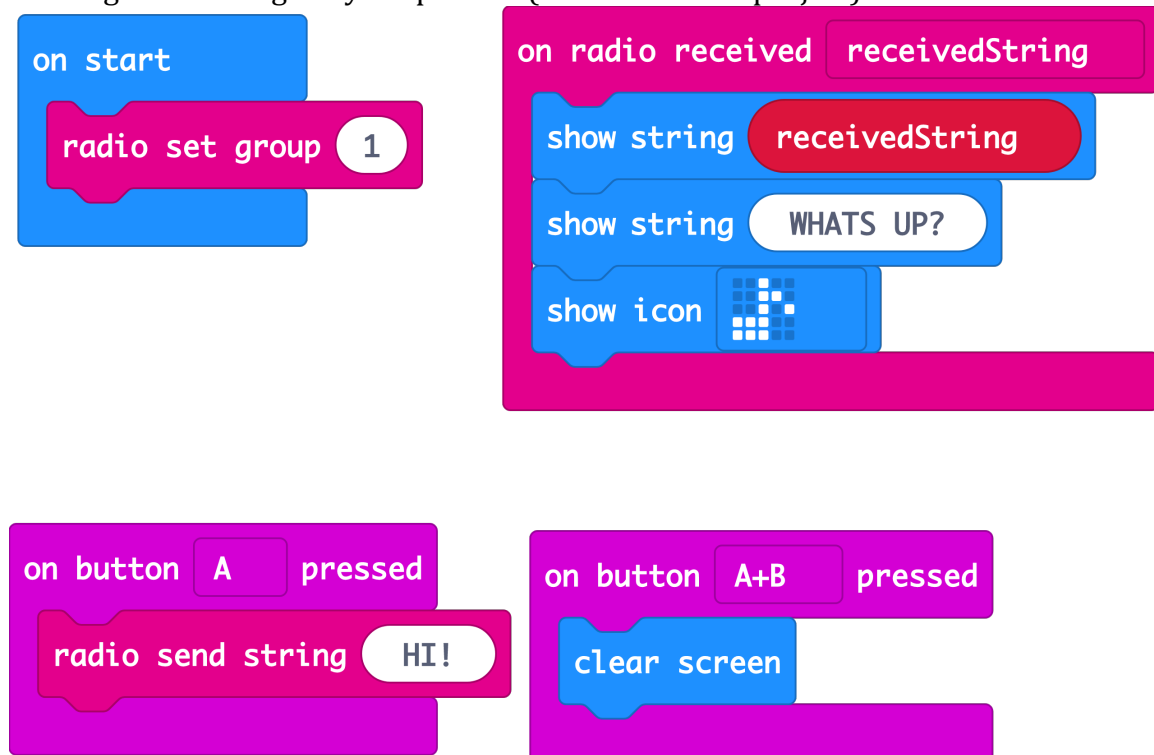 on start
radio set group 1
on radio received receivedString
show string receivedString
show string WHATS UP?
show icon
on button A pressed
radio send string HI!
on button A+B pressed
clear screen